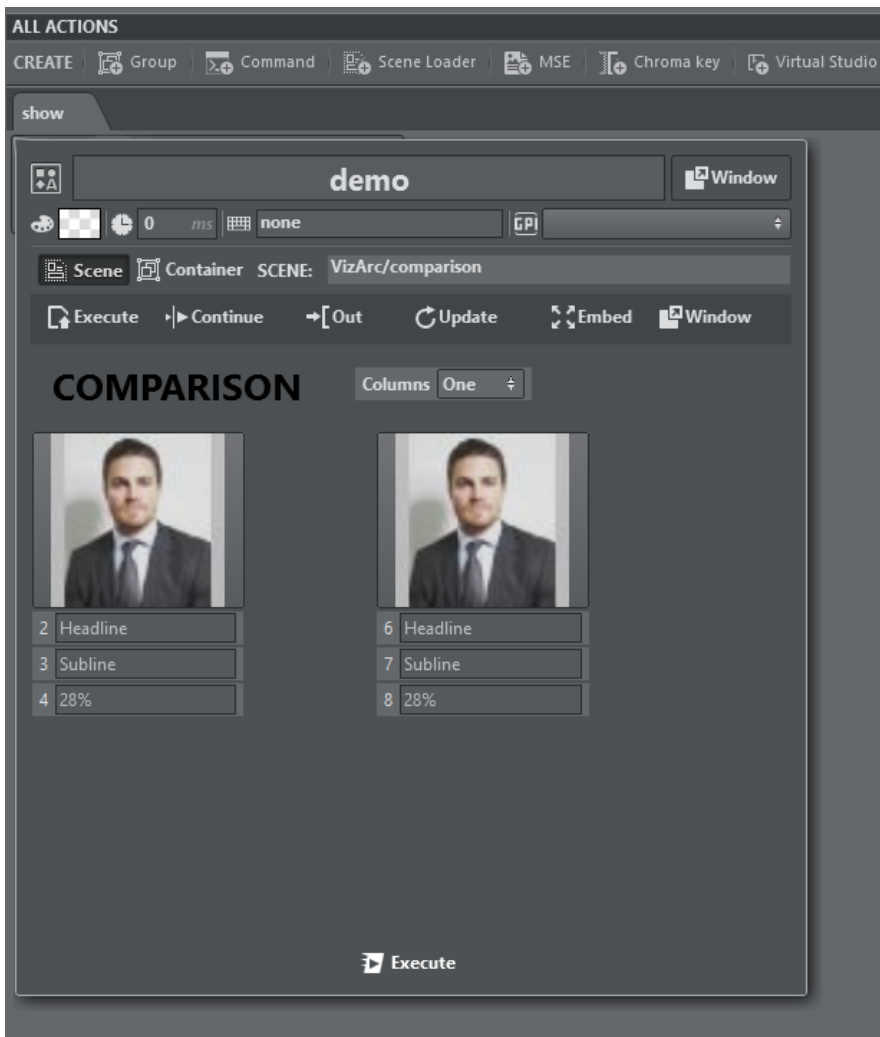 ALL ACTIONS
CREATE Group Command Scene Loader MSE Chroma key Virtual Studio
show
demo Window
0 ms none GPI
Scene Container SCENE: VizArc/comparison
Execute Continue Out Update Embed Window
COMPARISON Columns One
2 Headline 6 Headline
3 Subline 7 Subline
4 28% 8 28%
Execute